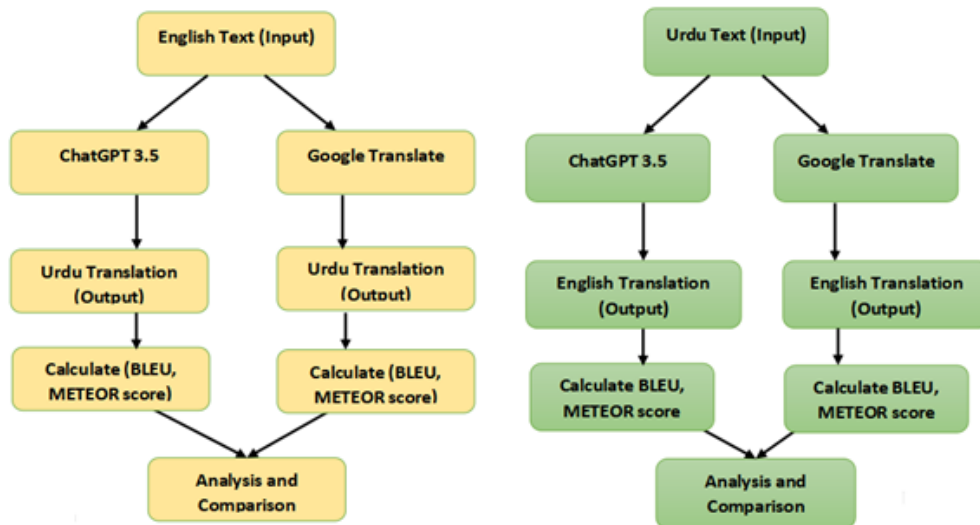 English Text (Input)
ChatGPT 3.5
Google Translate
Urdu Translation
(Output)
Urdu Translation
(Output)
Calculate (BLEU,
METEOR score)
Calculate (BLEU,
METEOR score)
Analysis and
Comparison
Urdu Text (Input)
ChatGPT 3.5
Google Translate
English Translation
(Output)
English Translation
(Output)
Calculate BLEU,
METEOR score
Calculate BLEU,
METEOR score
Analysis and
Comparison